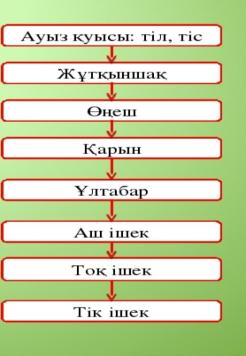 Ауыз қуысы: тіл, тіс
Жұтқыншақ
Өңеш
Қарын
Ұлтабар
Аш ішек
Тоқ ішек
Тік ішек